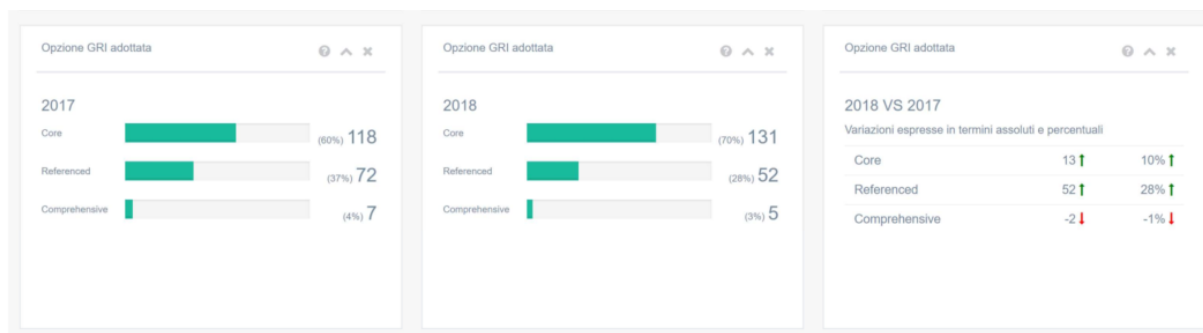 Opzione GRI adottata
2017
Core (60%) 118
Referenced (37%) 72
Comprehensive (4%) 7
Opzione GRI adottata
2018
Core (70%) 131
Referenced (28%) 52
Comprehensive (3%) 5
Opzione GRI adottata
2018 VS 2017
Variazioni espresse in termini assoluti e percentuali
Core 13 10%
Referenced 52 28%
Comprehensive -2 -1%